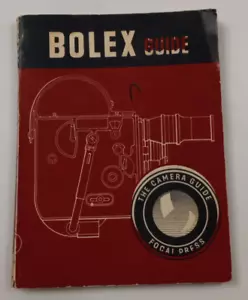 BOLEX GUIDE
THE CAMERA GUIDE
FOCAL PRESS